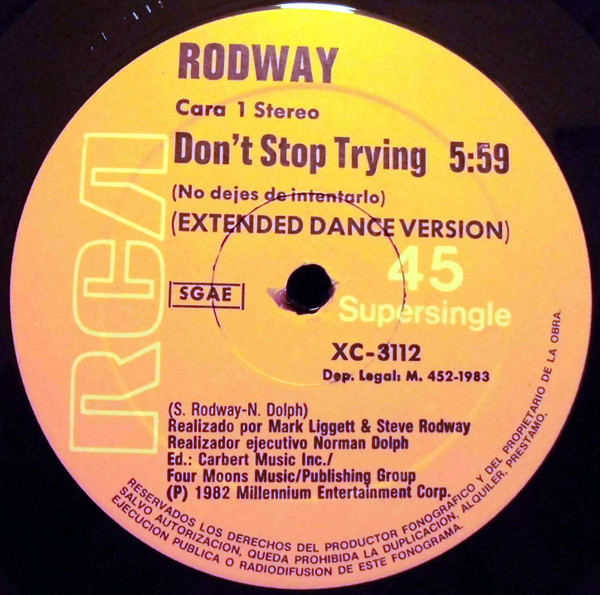 RODWAY
Cara 1 Stereo
Don't Stop Trying 5:59
(No dejes de intentarlo)
(EXTENDED DANCE VERSION)
RCA
45
SGAE
Supersingle
XC-3112
Dep. Legal: M. 452-1983
(S. Rodway-N. Dolph)
Realizado por Mark Liggett & Steve Rodway
Realizador ejecutivo Norman Dolph
Ed.: Carbert Music Inc./
Four Moons Music/Publishing Group
(P) 1982 Millennium Entertainment Corp.
RESERVADOS LOS DERECHOS DEL PRODUCTOR FONOGRAFICO Y DEL PROPIETARIO DE LA OBRA.
SALVO AUTORIZACION, QUEDA PROHIBIDA LA DUPLICACION, ALQUILER, PRESTAMO,
EJECUCION PUBLICA O RADIODIFUSION DE ESTE FONOGRAMA.